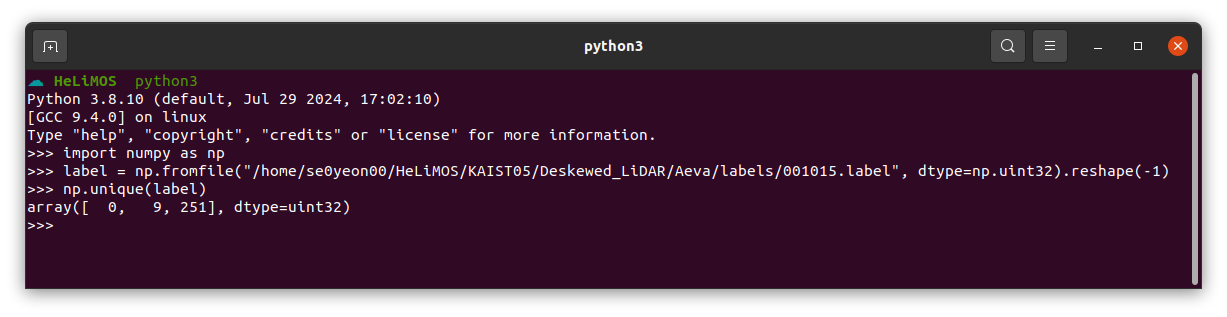 python3
HeLiMOS python3
Python 3.8.10 (default, Jul 29 2024, 17:02:10)
[GCC 9.4.0] on linux
Type "help", "copyright", "credits" or "license" for more information.
>>> import numpy as np
>>> label = np.fromfile("/home/se0yeon00/HeLiMOS/KAIST05/Deskewed_LiDAR/Aeva/labels/001015.label", dtype=np.uint32).reshape(-1)
>>> np.unique(label)
array([  0,   9, 251], dtype=uint32)
>>>